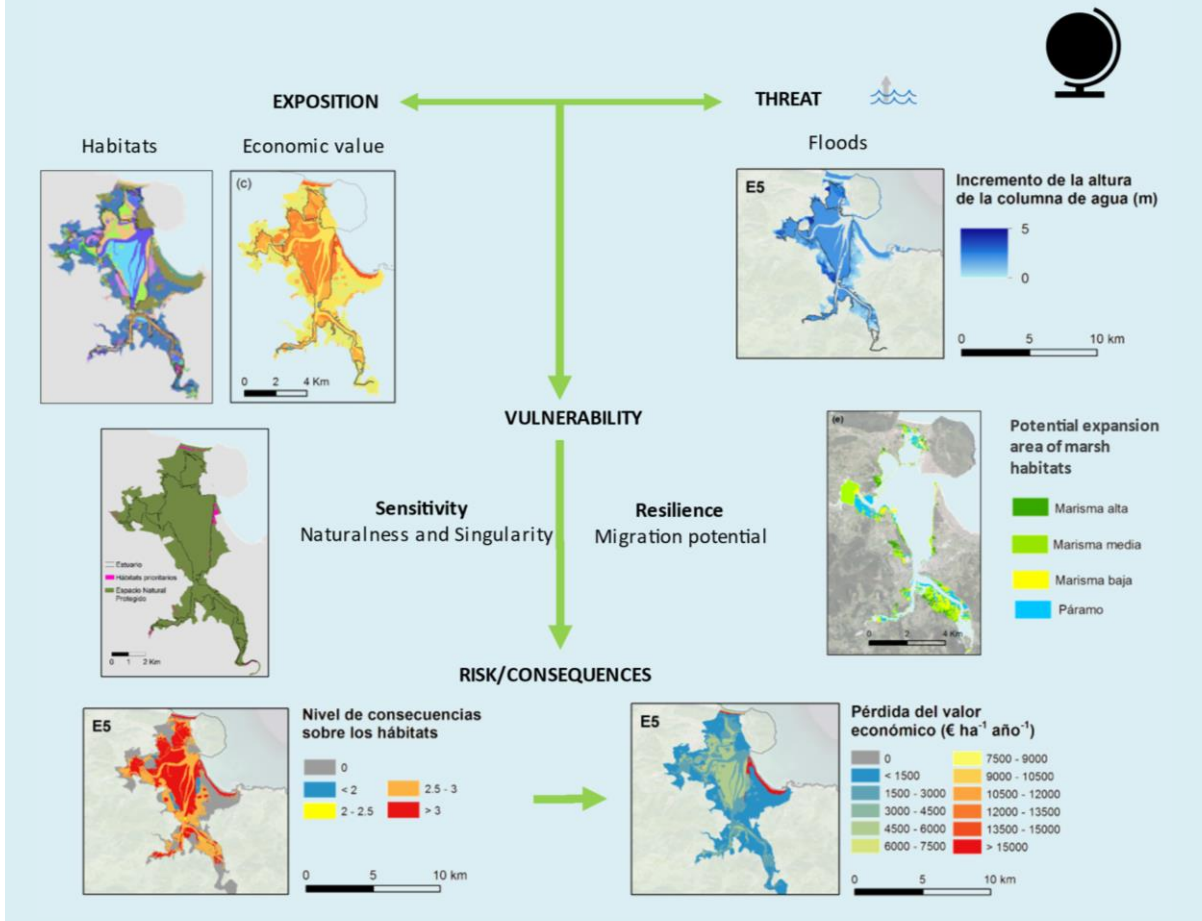 EXPOSITION
THREAT
Habitats
Economic value
Floods
(c)
0 2 4 Km
E5
Incremento de la altura
de la columna de agua (m)
5
0
0 5 10 km
VULNERABILITY
Sensitivity
Naturalness and Singularity
Resilience
Migration potential
Estuario
Hábitats prioritarios
Espacio Natural
Protegido
0 1 2 Km
(e)
0 2 4 Km
Potential expansion
area of marsh
habitats
Marisma alta
Marisma media
Marisma baja
Páramo
RISK/CONSEQUENCES
E5
Nivel de consecuencias
sobre los hábitats
0
< 2
2 - 2.5
2.5 - 3
> 3
0 5 10 km
E5
Pérdida del valor
económico (€ ha⁻¹ año⁻¹)
0
< 1500
1500 - 3000
3000 - 4500
4500 - 6000
6000 - 7500
7500 - 9000
9000 - 10500
10500 - 12000
12000 - 13500
13500 - 15000
> 15000
0 5 10 km